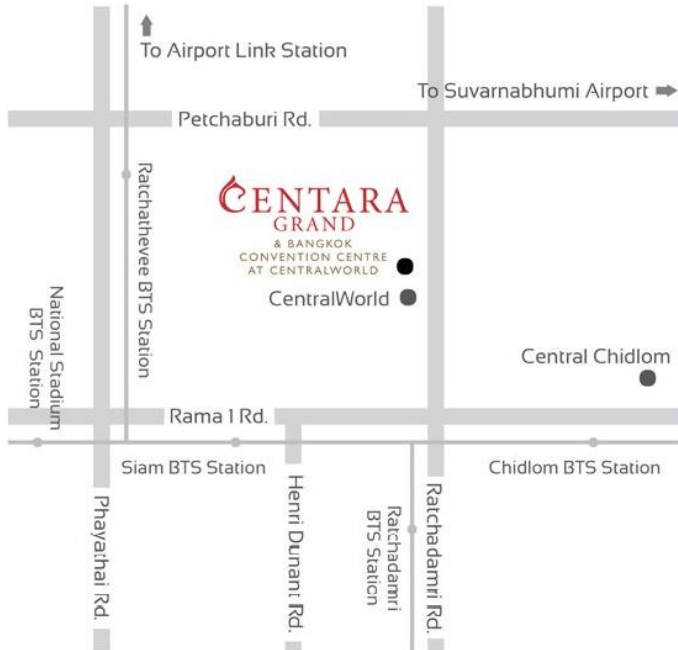 To Airport Link Station
To Suvarnabhumi Airport
Petchaburi Rd.
Ratchathevee BTS Station
CENTARA
GRAND
& BANGKOK
CONVENTION CENTRE
AT CENTRALWORLD
CentralWorld
National Stadium
BTS Station
Central Chidlom
Rama 1 Rd.
Siam BTS Station
Chidlom BTS Station
Phayathai Rd.
Henri Dunant Rd.
Ratchadamri
BTS Station
Ratchadamri Rd.